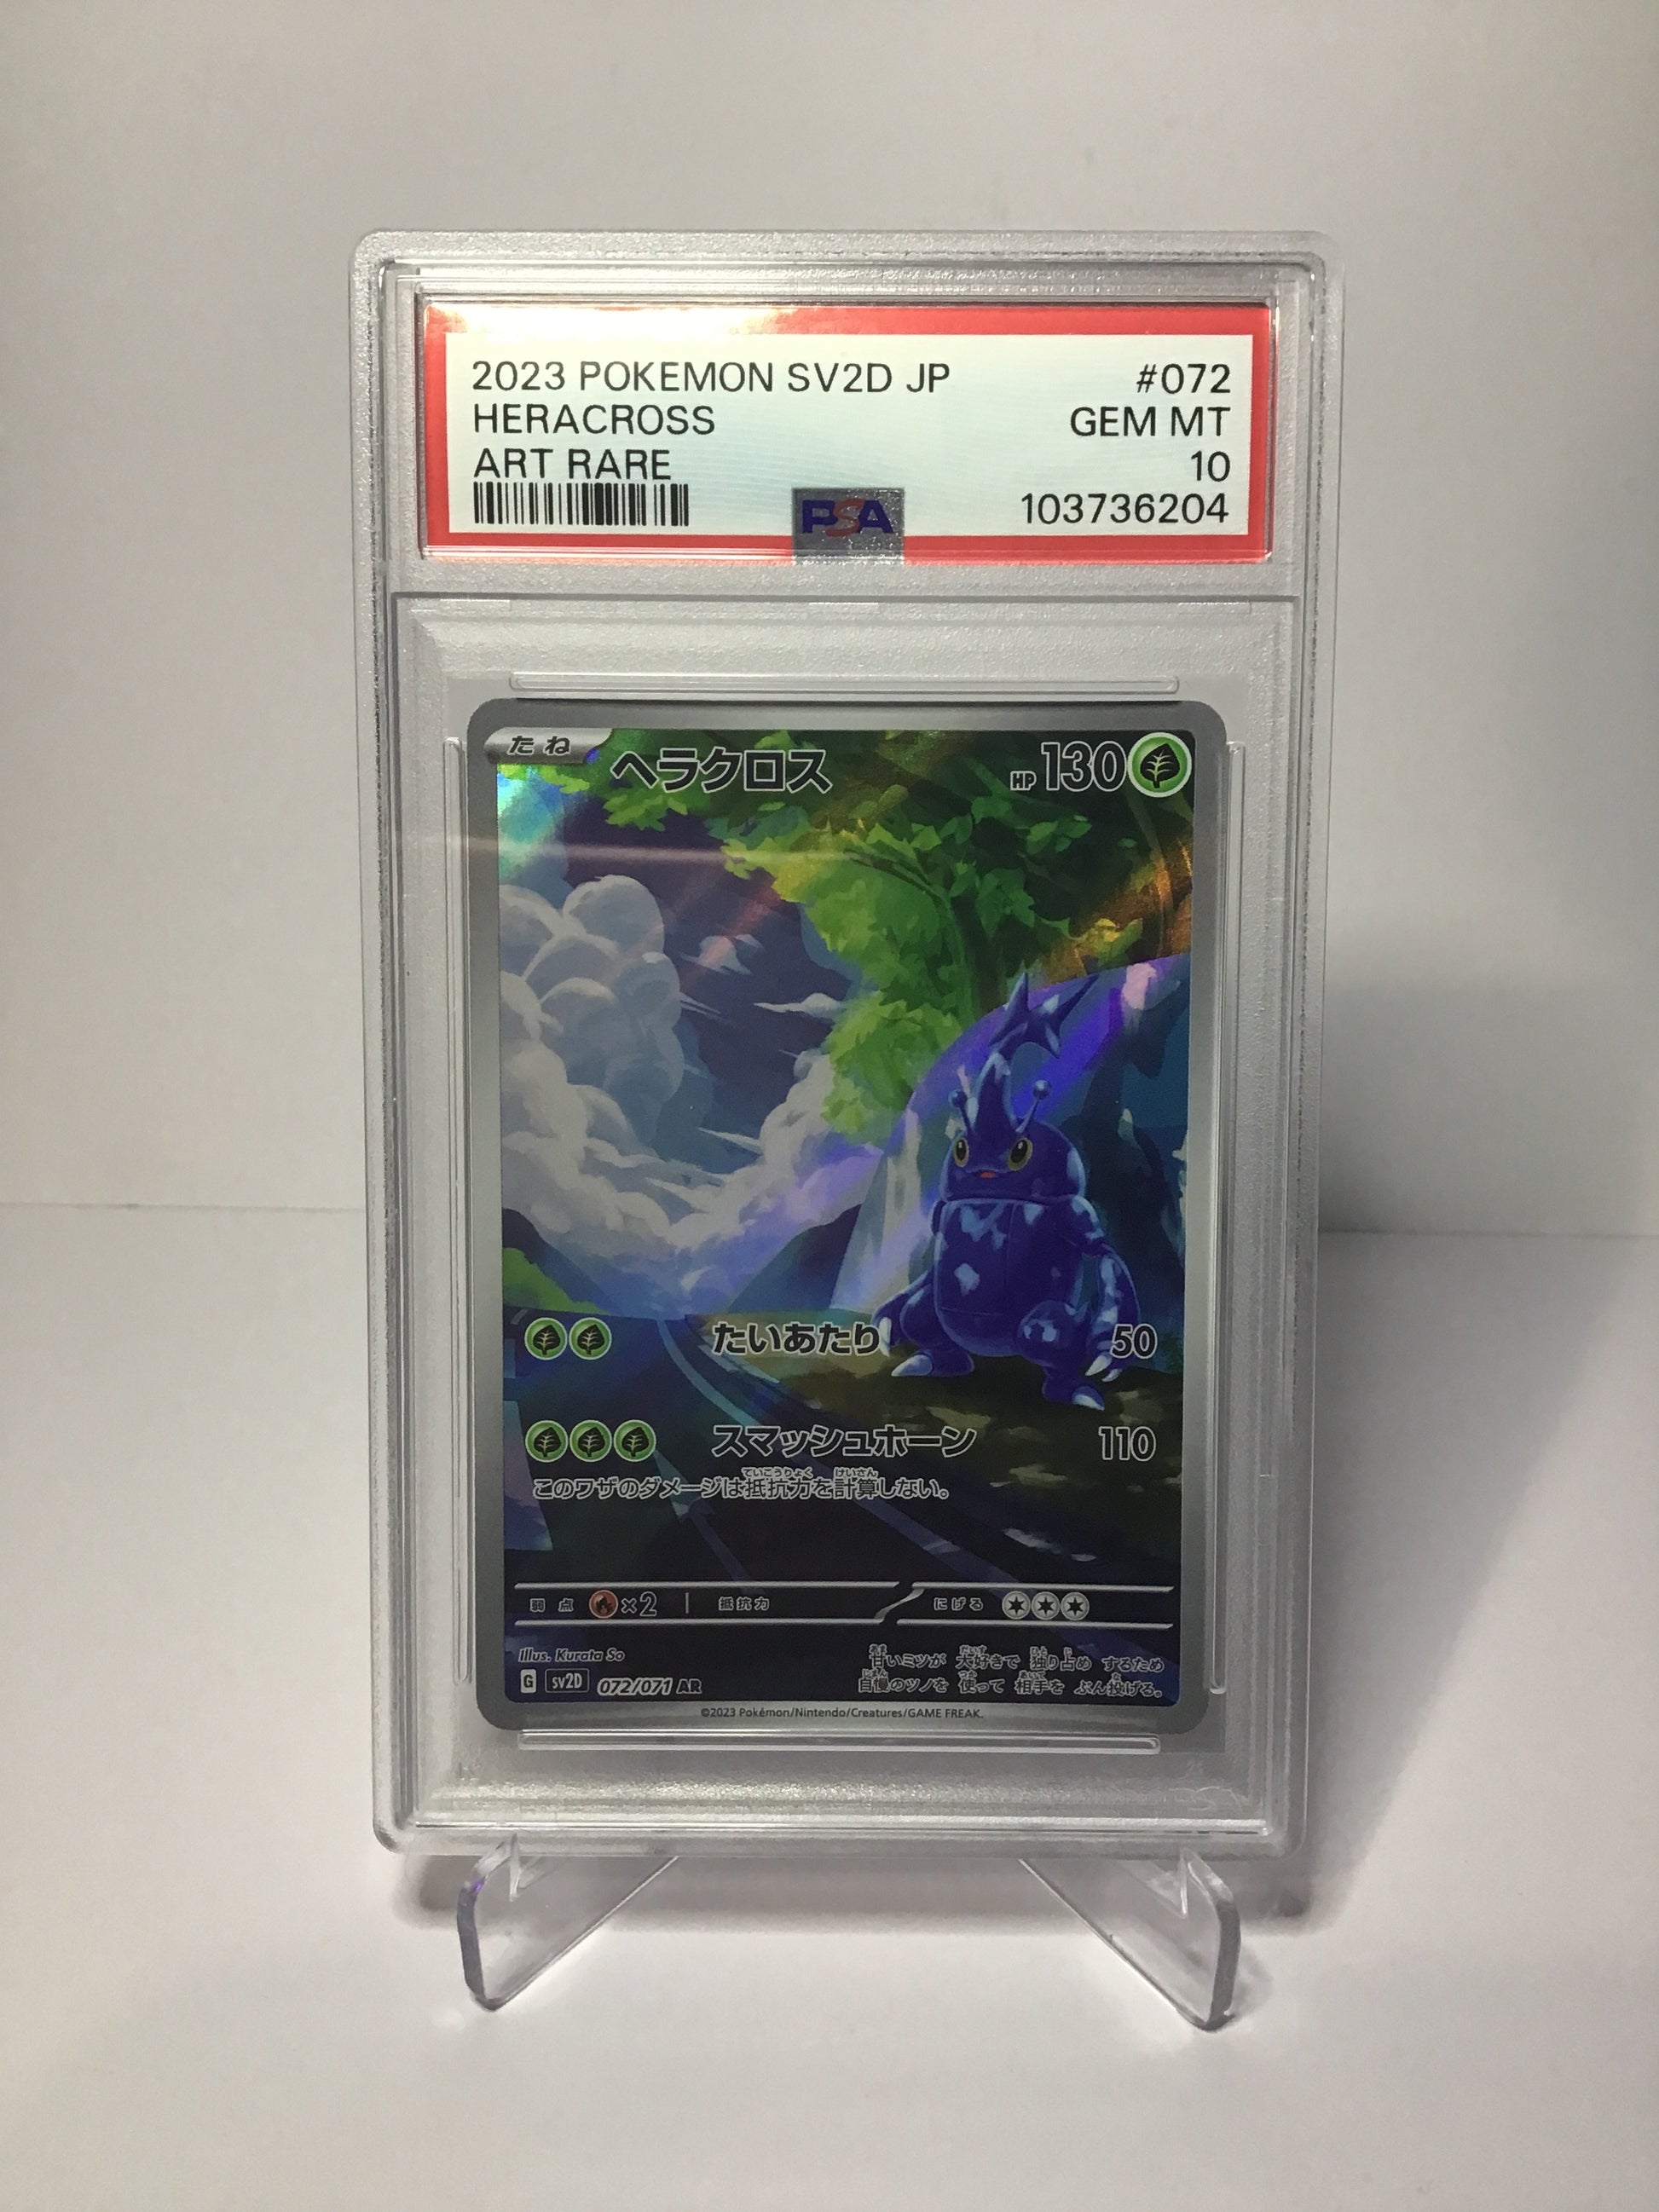 2023 POKEMON SV2D JP #072
HERACROSS GEM MT
ART RARE 10
PSA 103736204
たね ヘラクロス HP 130
たいあたり 50
スマッシュホーン 110
このワザのダメージは抵抗力を計算しない。
弱点 ×2 抵抗力 にげる
Illus. Kurata So
甘いミツが 大好きで 独り占め するため
自慢のツノを 使って 相手を ぶん投げる。
G SV2D 072/071 AR
©2023 Pokémon/Nintendo/Creatures/GAME FREAK.